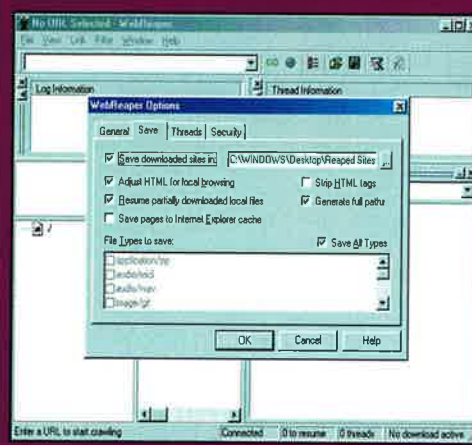 No URL Selected - WebReaper
File View Link Filter Window Help
Log Information
Thread Information
WebReaper Options
General Save Threads Security
Save downloaded sites in: C:\WINDOWS\Desktop\Reaped Sites ...
Adjust HTML for local browsing
Strip HTML tags
Resume partially downloaded local files
Generate full paths
Save pages to Internet Explorer cache
File Types to save:
Save All Types
application/zip
audio/mid
audio/wav
image/gif
OK Cancel Help
Enter a URL to start crawling Connected 0 to resume 0 threads No download active